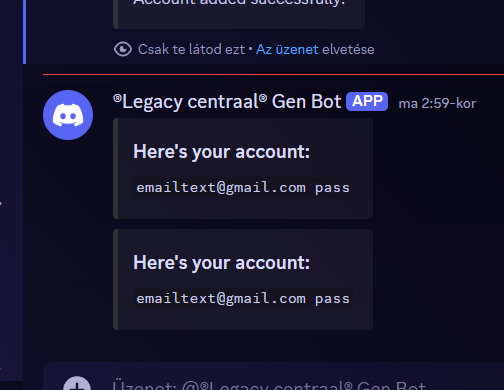 Account added successfully!
Csak te látod ezt • Az üzenet elvetése
®Legacy centraal® Gen Bot APP ma 2:59-kor
Here's your account:
emailtext@gmail.com pass
Here's your account:
emailtext@gmail.com pass
Üzenet: @®Legacy centraal® Gen Bot